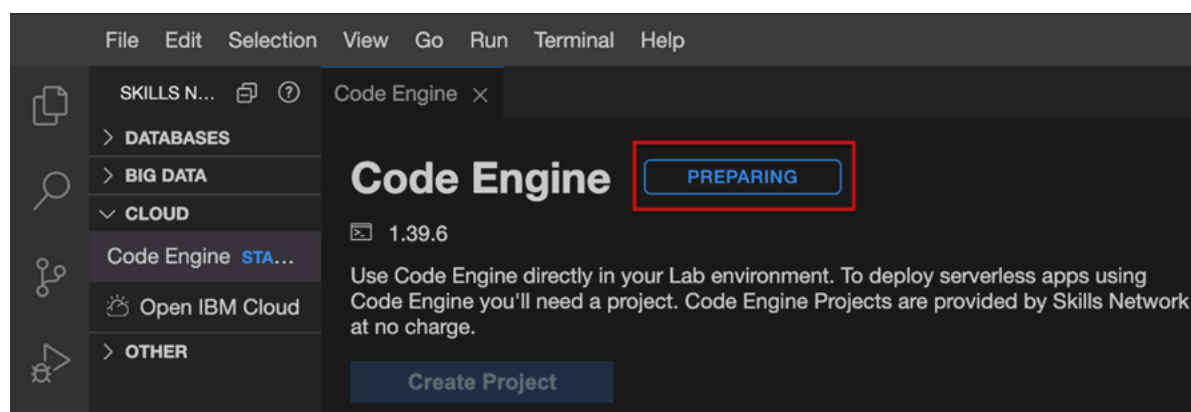 File Edit Selection View Go Run Terminal Help
SKILLS N...
Code Engine
DATABASES
BIG DATA
CLOUD
Code Engine STA...
Open IBM Cloud
OTHER
Code Engine PREPARING
1.39.6
Use Code Engine directly in your Lab environment. To deploy serverless apps using
Code Engine you'll need a project. Code Engine Projects are provided by Skills Network
at no charge.
Create Project